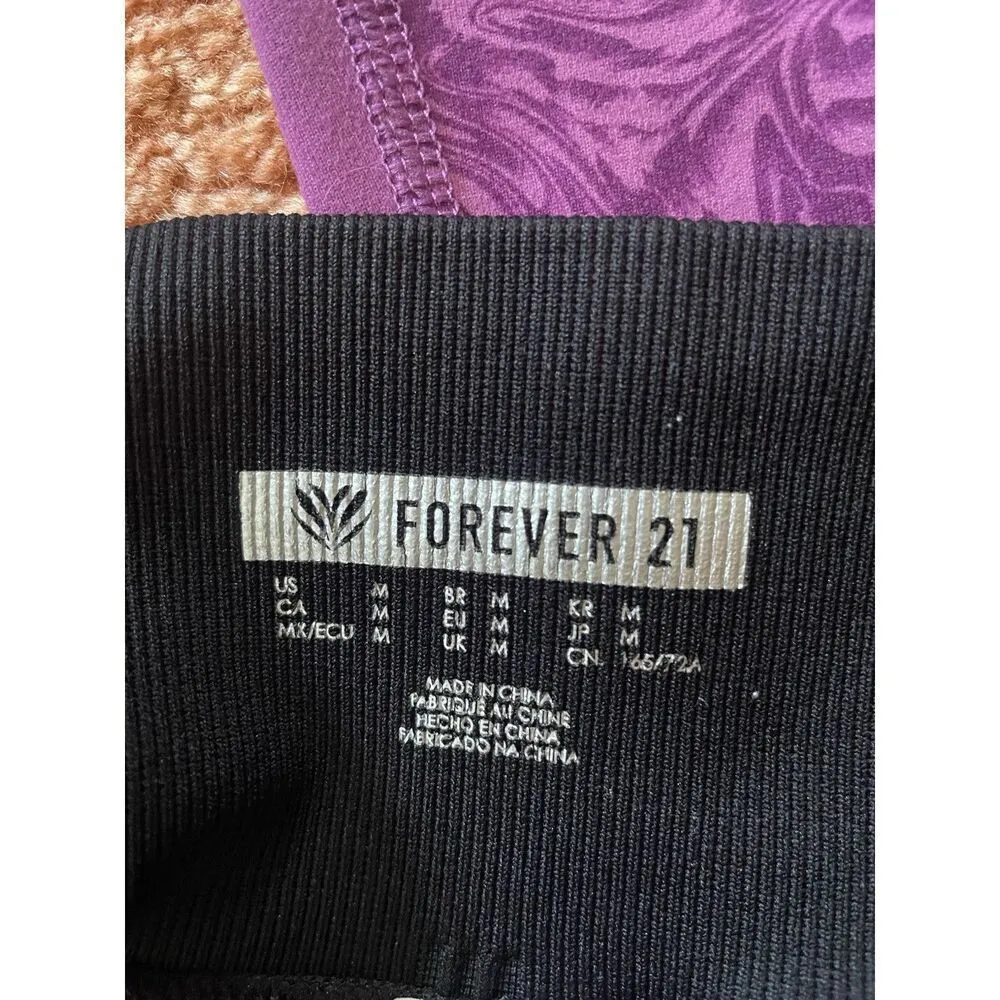 FOREVER 21
US M BR M KR M
CA M EU M JP M
MX/ECU M UK M CN. 165/72A
MADE IN CHINA
FABRIQUE AU CHINE
HECHO EN CHINA
FABRICADO NA CHINA